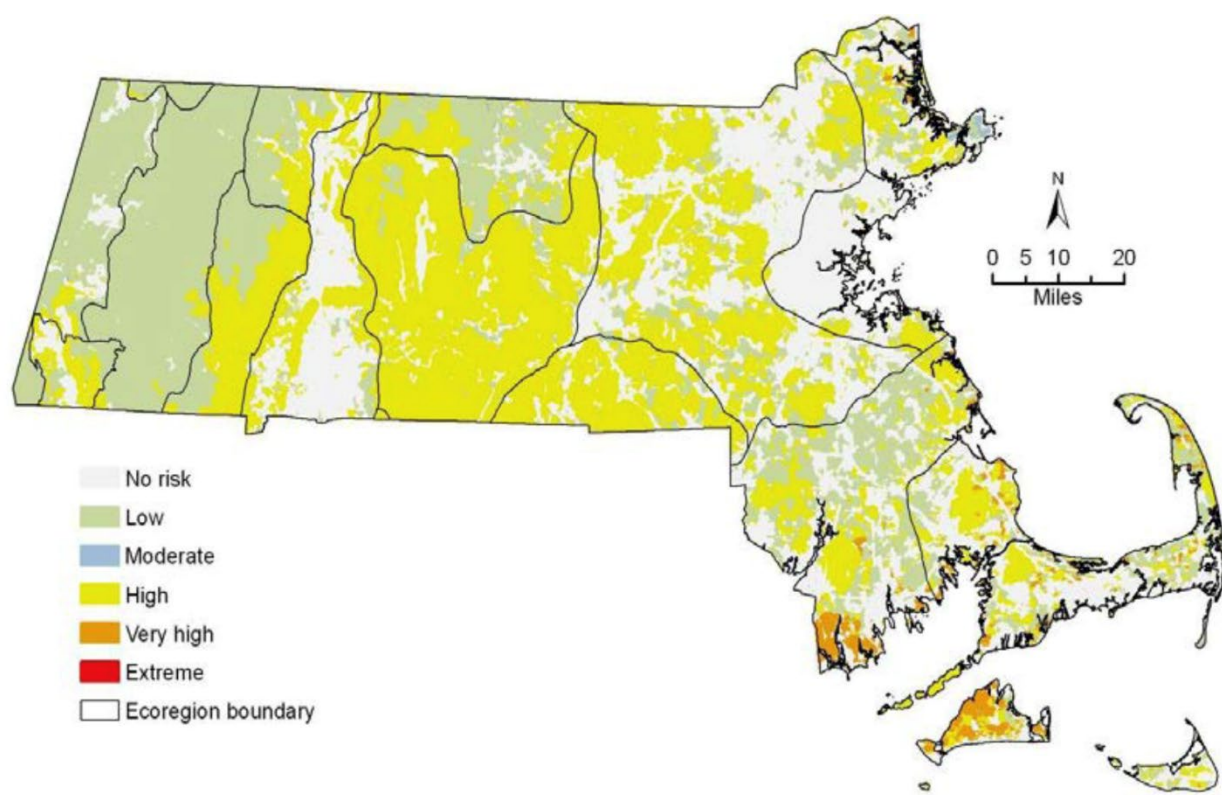 N
0 5 10 20
Miles
No risk
Low
Moderate
High
Very high
Extreme
Ecoregion boundary